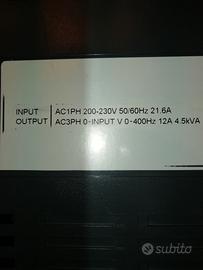 INPUT AC1PH 200-230V 50/60Hz 21.6A
OUTPUT AC3PH 0-INPUT V 0-400Hz 12A 4.5kVA
subito